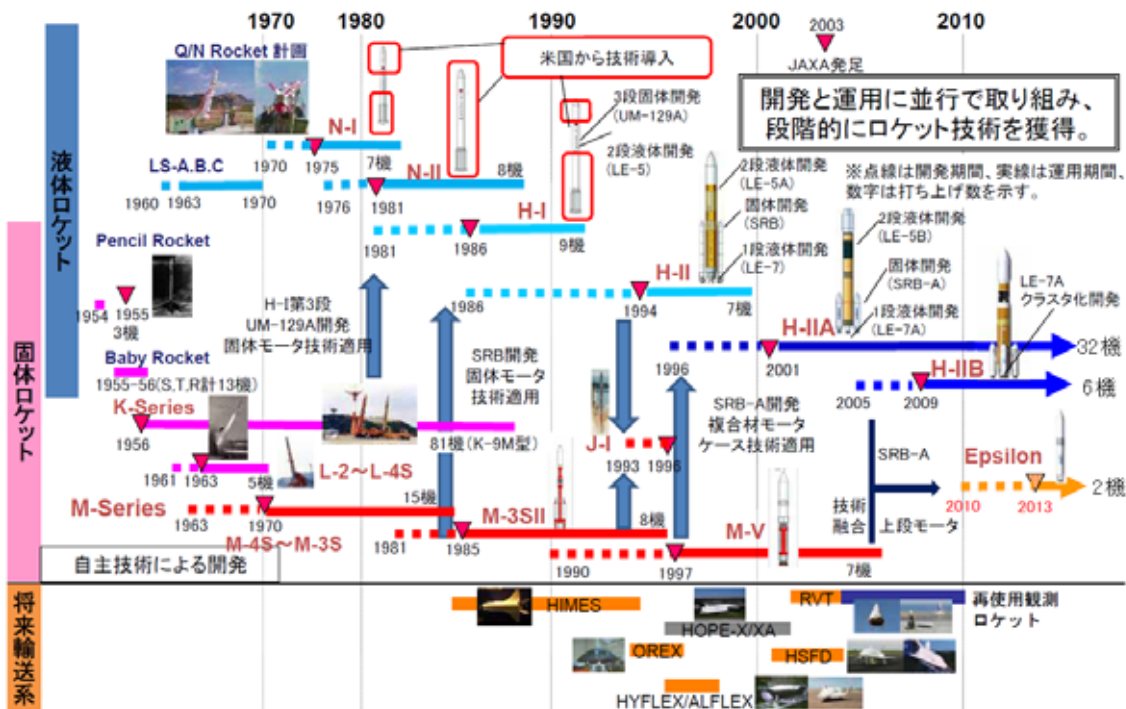 1970
1980
1990
2000
2010
2003
JAXA発足
Q/N Rocket 計画
米国から技術導入
開発と運用に並行で取り組み、
段階的にロケット技術を獲得。
※点線は開発期間、実線は運用期間、
数字は打ち上げ数を示す。
液体ロケット
固体ロケット
将来輸送系
N-I
1970
1975
7機
3段固体開発
(UM-129A)
2段液体開発
(LE-5)
LS-A.B.C
1960
1963
1970
N-II
1976
1981
8機
H-I
1981
1986
9機
2段液体開発
(LE-5A)
固体開発
(SRB)
1段液体開発
(LE-7)
H-II
1986
1994
7機
2段液体開発
(LE-5B)
固体開発
(SRB-A)
1段液体開発
(LE-7A)
LE-7A
クラスタ化開発
Pencil Rocket
1954
1955
3機
H-I第3段
UM-129A開発
固体モータ技術適用
H-IIA
1996
2001
32機
Baby Rocket
1955-56(S,T,R計13機)
SRB開発
固体モータ
技術適用
H-IIB
2005
2009
6機
K-Series
1956
81機(K-9M型)
SRB-A開発
複合材モータ
ケース技術適用
J-I
1993
1996
L-2～L-4S
1961
1963
5機
SRB-A
技術
融合
上段モータ
Epsilon
2010
2013
2機
M-Series
1963
1970
15機
M-4S～M-3S
M-3SII
1981
1985
8機
M-V
1990
1997
7機
自主技術による開発
HIMES
RVT
再使用観測
ロケット
HOPE-X/XA
OREX
HSFD
HYFLEX/ALFLEX